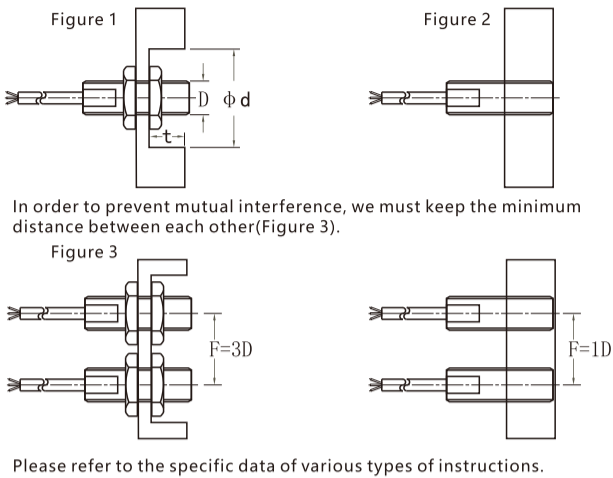 Figure 1
Figure 2
D
Φd
t
In order to prevent mutual interference, we must keep the minimum
distance between each other(Figure 3).
Figure 3
F=3D
F=1D
Please refer to the specific data of various types of instructions.